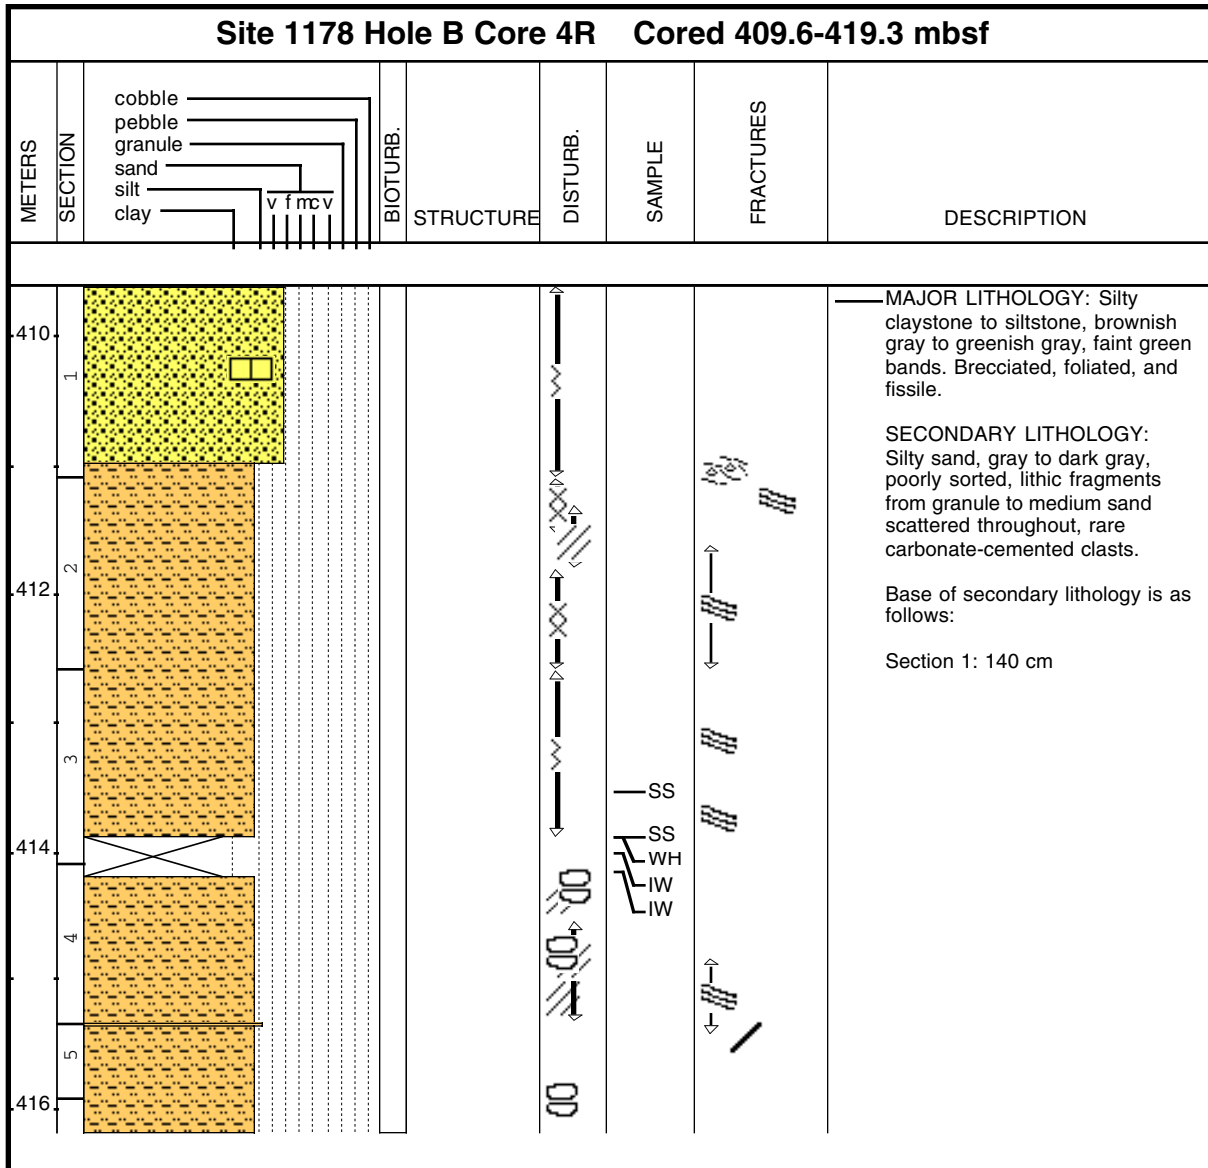 Site 1178 Hole B Core 4R Cored 409.6-419.3 mbsf
METERS
SECTION
cobble
pebble
granule
sand
silt
clay
v f m c v
BIOTURB.
STRUCTURE
DISTURB.
SAMPLE
FRACTURES
DESCRIPTION
410
412
414
416
1
2
3
4
5
SS
SS
WH
IW
IW
MAJOR LITHOLOGY: Silty
claystone to siltstone, brownish
gray to greenish gray, faint green
bands. Brecciated, foliated, and
fissile.
SECONDARY LITHOLOGY:
Silty sand, gray to dark gray,
poorly sorted, lithic fragments
from granule to medium sand
scattered throughout, rare
carbonate-cemented clasts.
Base of secondary lithology is as
follows:
Section 1: 140 cm